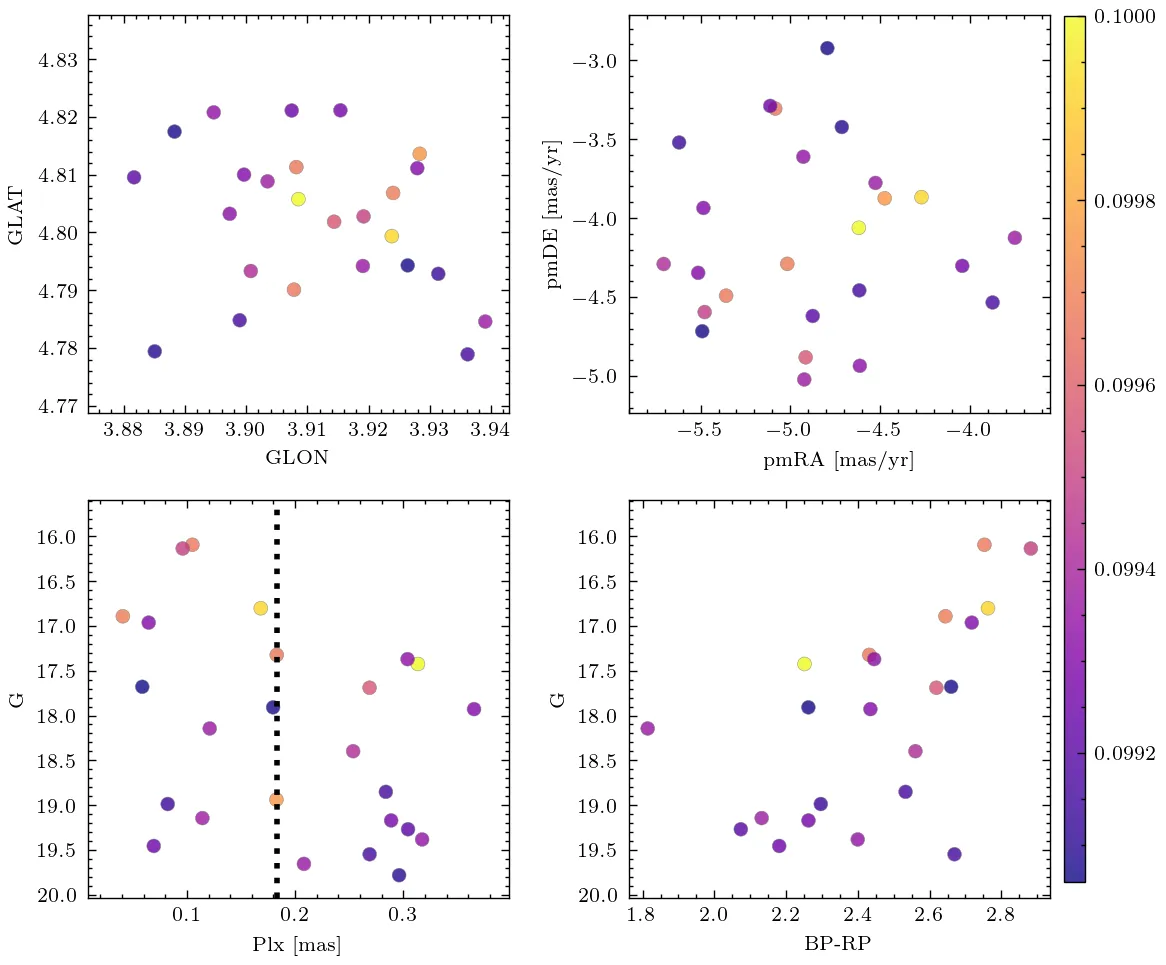 4.83
4.82
4.81
4.80
4.79
4.78
4.77
GLAT
3.88 3.89 3.90 3.91 3.92 3.93 3.94
GLON
−3.0
−3.5
−4.0
−4.5
−5.0
pmDE [mas/yr]
−5.5 −5.0 −4.5 −4.0
pmRA [mas/yr]
0.1000
0.0998
0.0996
0.0994
0.0992
16.0
16.5
17.0
17.5
18.0
18.5
19.0
19.5
20.0
G
0.1 0.2 0.3
Plx [mas]
16.0
16.5
17.0
17.5
18.0
18.5
19.0
19.5
20.0
G
1.8 2.0 2.2 2.4 2.6 2.8
BP-RP